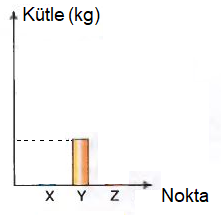 Kütle (kg)
X Y Z
Nokta